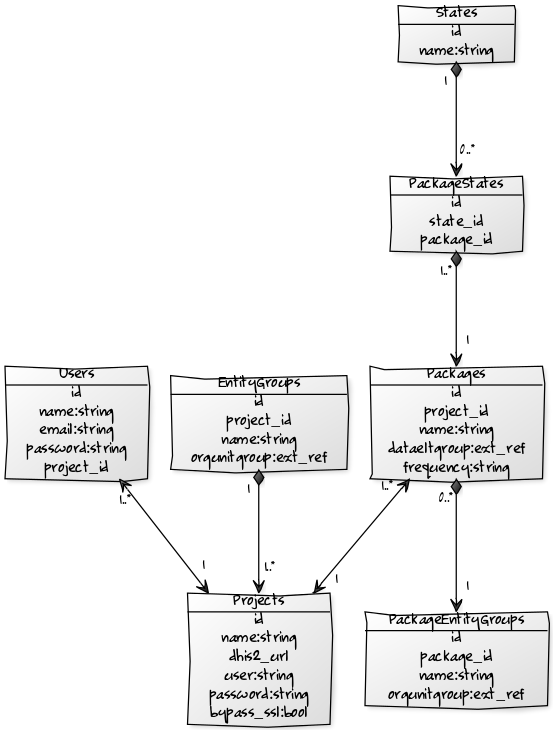 States
id
name:string
1
0..*
PackageStates
id
state_id
package_id
1..*
1
Users
id
name:string
email:string
password:string
project_id
EntityGroups
id
project_id
name:string
orgunitgroup:ext_ref
Packages
id
project_id
name:string
dataeltgroup:ext_ref
frequency:string
1..*
1
1
1..*
1..*
1
0..*
1
Projects
id
name:string
dhis2_url
user:string
password:string
bypass_ssl:bool
PackageEntityGroups
id
package_id
name:string
orgunitgroup:ext_ref